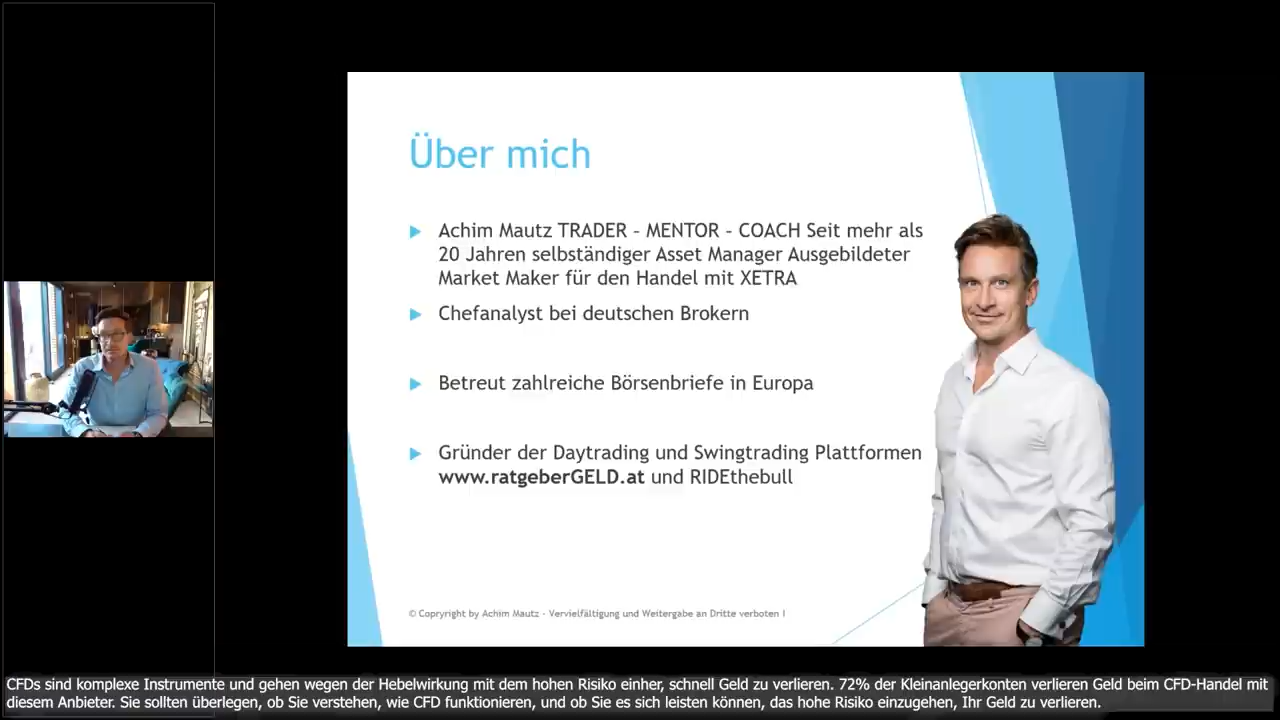 Über mich
Achim Mautz TRADER – MENTOR – COACH Seit mehr als
20 Jahren selbständiger Asset Manager Ausgebildeter
Market Maker für den Handel mit XETRA
Chefanalyst bei deutschen Brokern
Betreut zahlreiche Börsenbriefe in Europa
Gründer der Daytrading und Swingtrading Plattformen
www.ratgeberGELD.at und RIDEthebull
© Copryright by Achim Mautz - Vervielfältigung und Weitergabe an Dritte verboten !
CFDs sind komplexe Instrumente und gehen wegen der Hebelwirkung mit dem hohen Risiko einher, schnell Geld zu verlieren. 72% der Kleinanlegerkonten verlieren Geld beim CFD-Handel mit
diesem Anbieter. Sie sollten überlegen, ob Sie verstehen, wie CFD funktionieren, und ob Sie es sich leisten können, das hohe Risiko einzugehen, Ihr Geld zu verlieren.